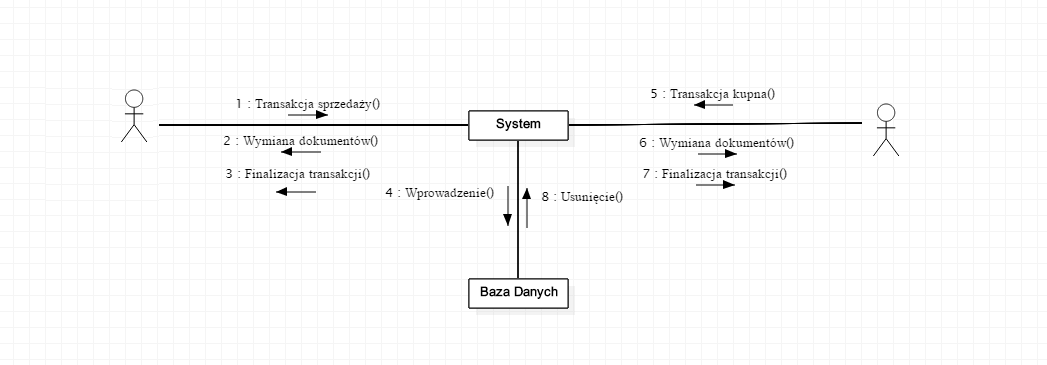 1 : Transakcja sprzedaży()
2 : Wymiana dokumentów()
3 : Finalizacja transakcji()
System
5 : Transakcja kupna()
6 : Wymiana dokumentów()
7 : Finalizacja transakcji()
4 : Wprowadzenie()
8 : Usunięcie()
Baza Danych